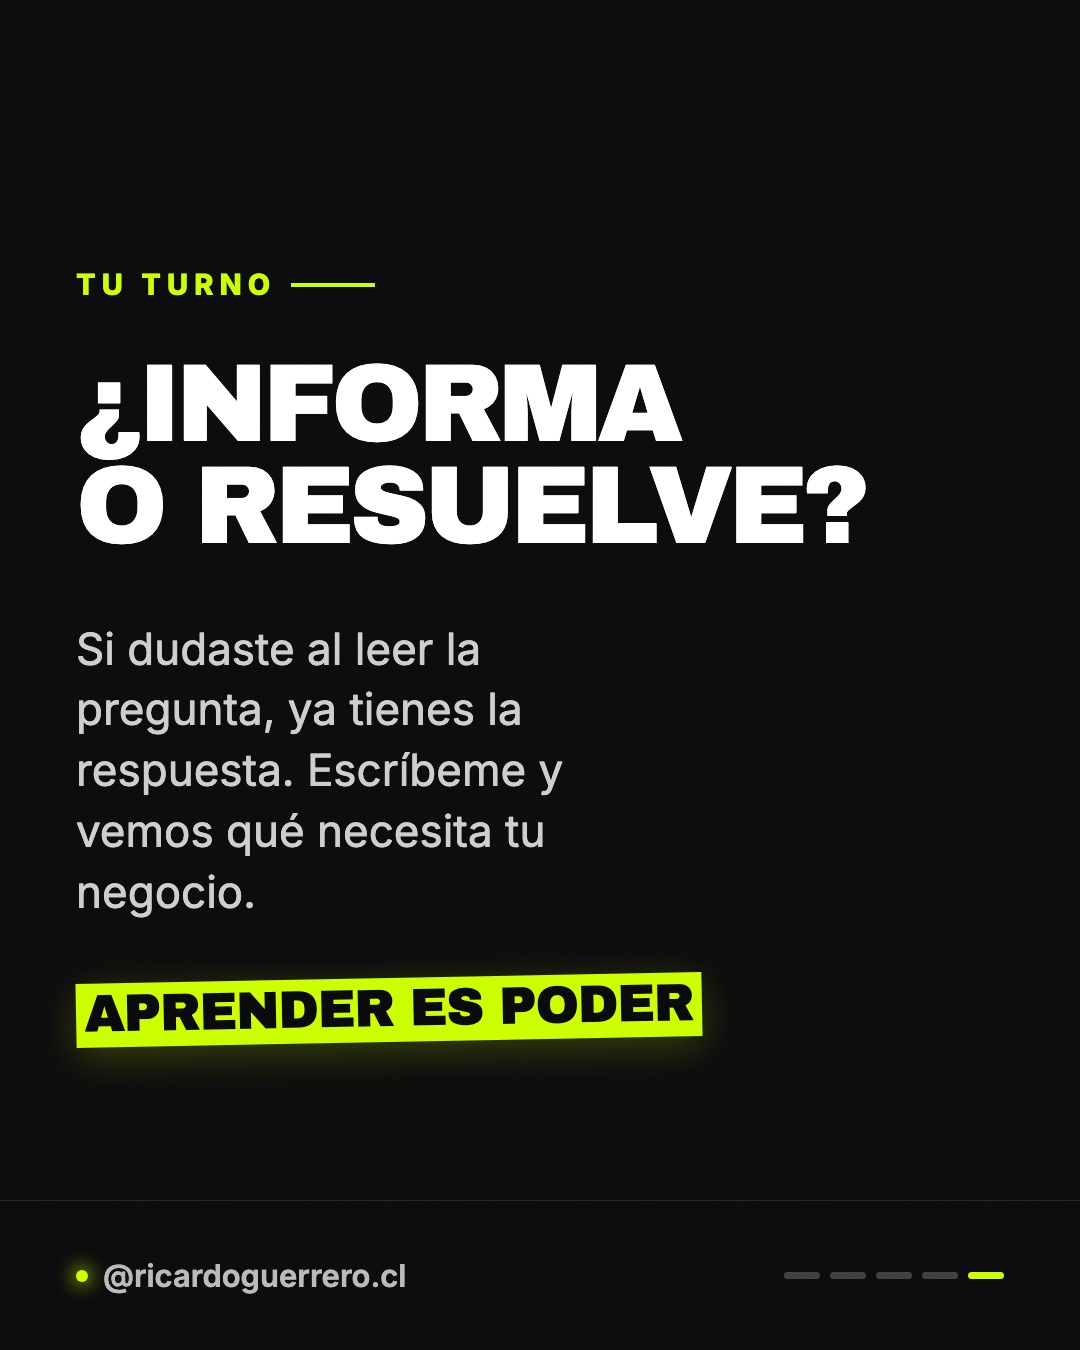 TU TURNO
¿INFORMA
O RESUELVE?
Si dudaste al leer la
pregunta, ya tienes la
respuesta. Escríbeme y
vemos qué necesita tu
negocio.
APRENDER ES PODER
@ricardoguerrero.cl